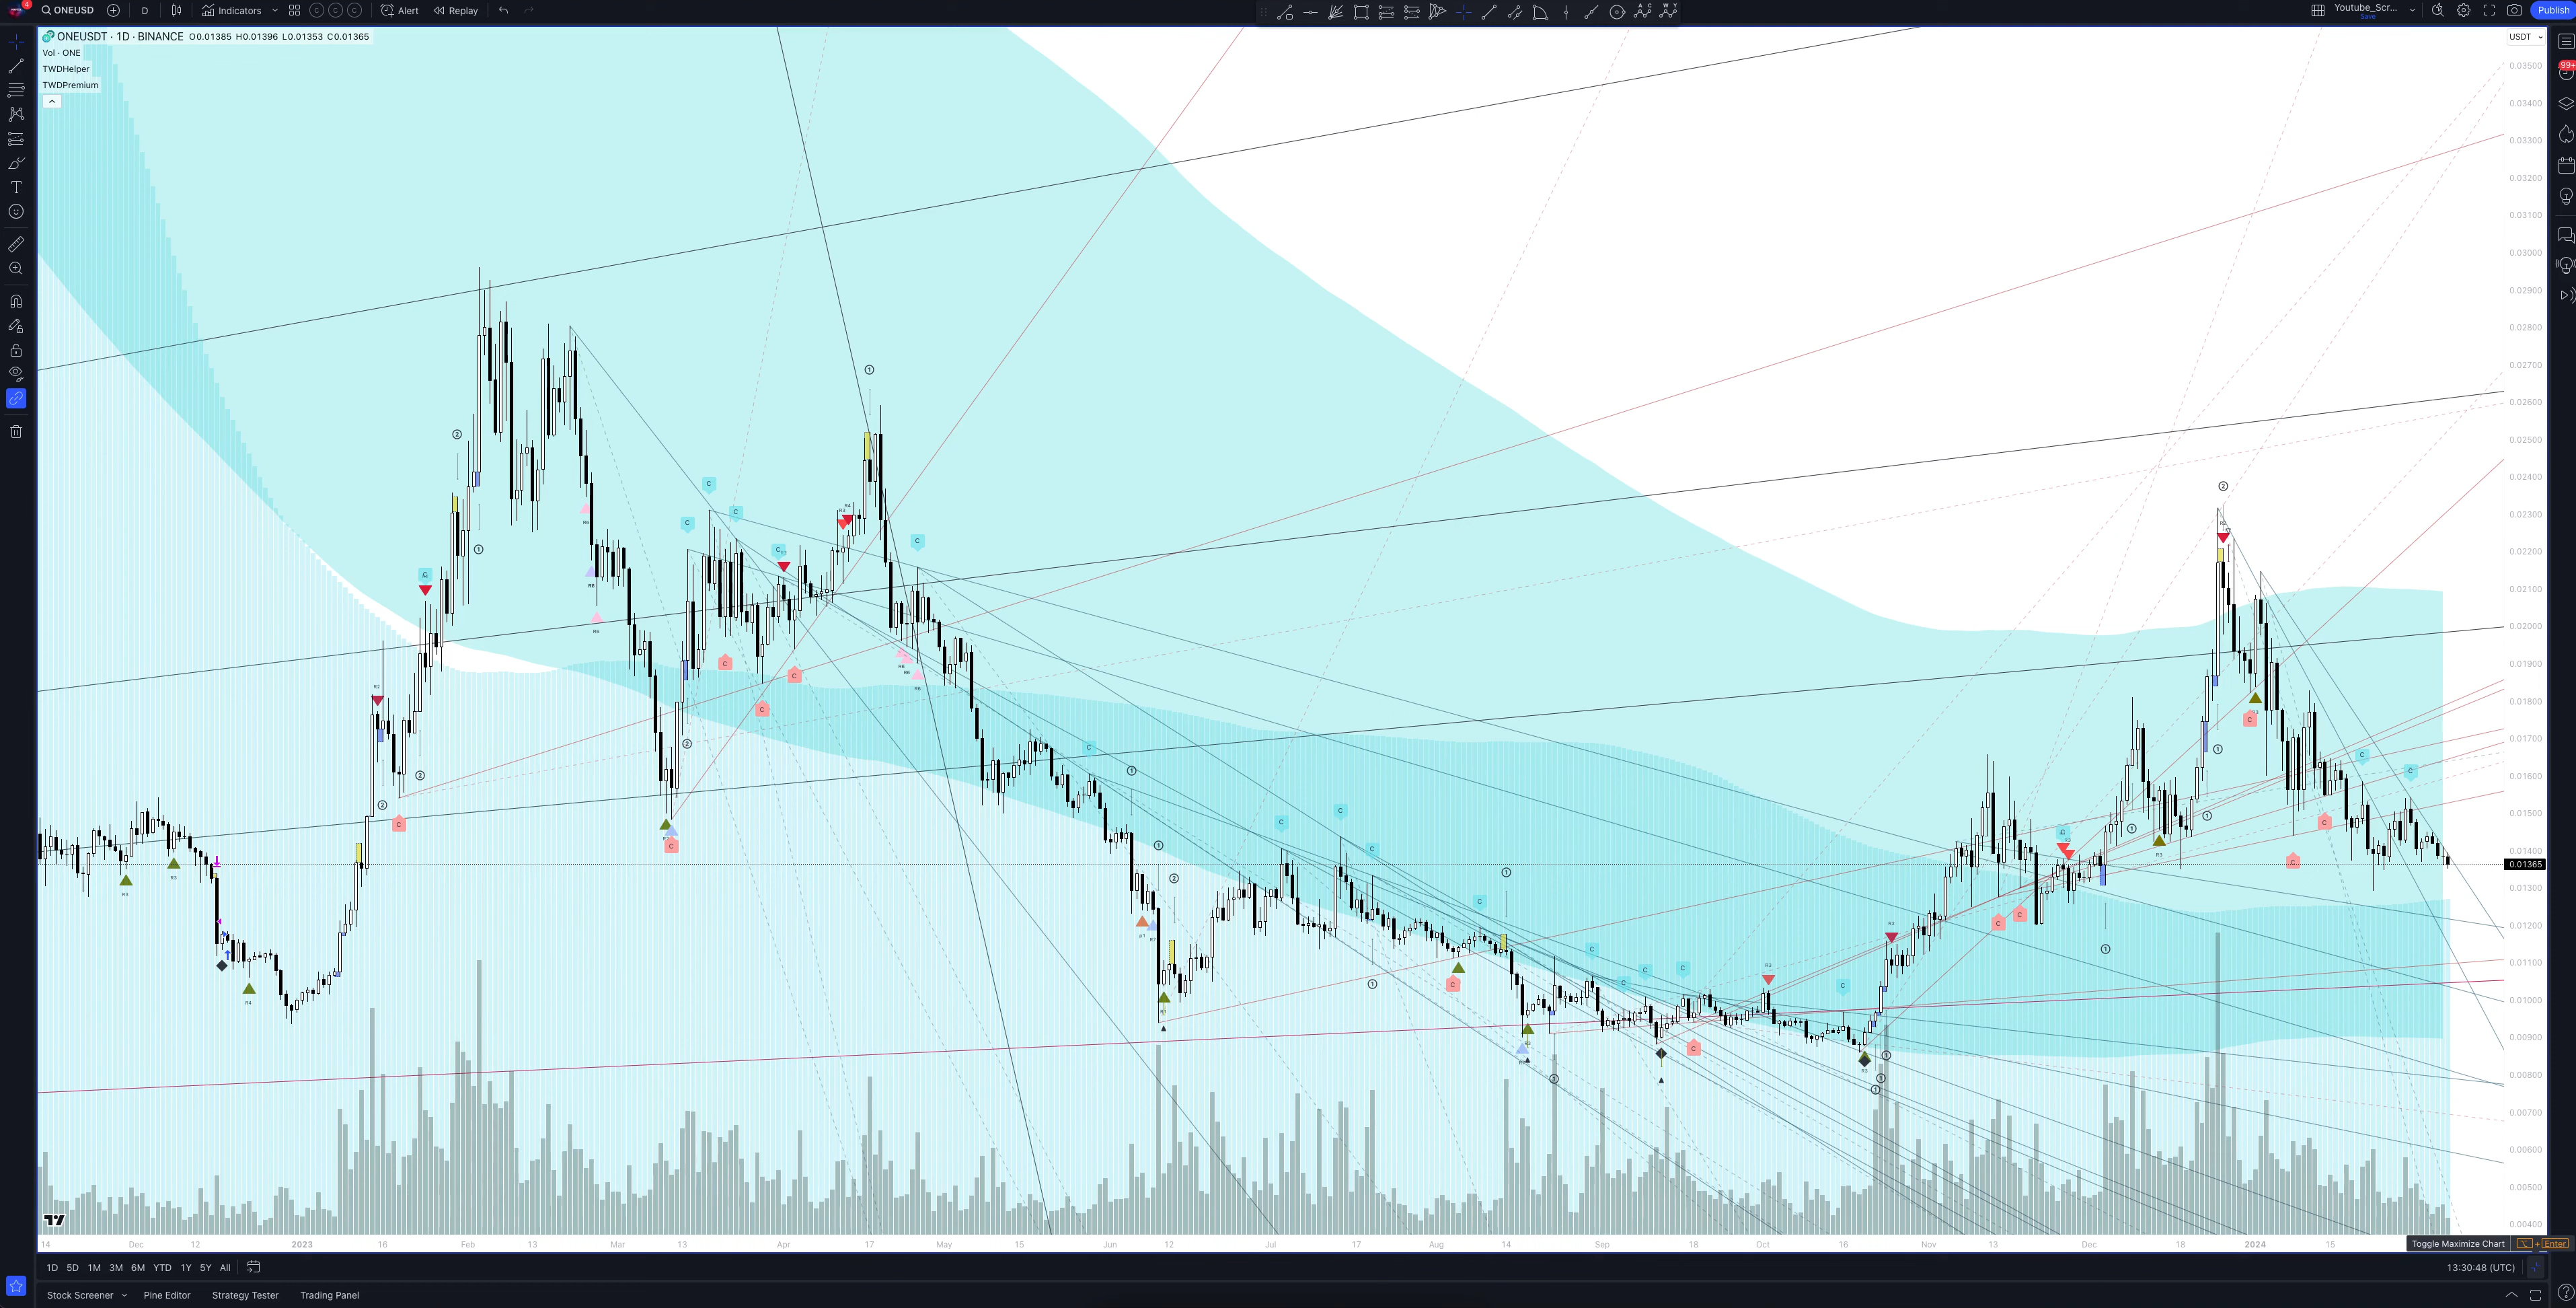 4
ONEUSD
D
Indicators
C C C
Alert
Replay
Youtube_Scr...
Save
Publish
ONEUSDT · 1D · BINANCE O0.01385 H0.01396 L0.01353 C0.01365
Vol · ONE
TWDHelper
TWDPremium
USDT
99+
0.03500
0.03400
0.03300
0.03200
0.03100
0.03000
0.02900
0.02800
0.02700
0.02600
0.02500
0.02400
0.02300
0.02200
0.02100
0.02000
0.01900
0.01800
0.01700
0.01600
0.01500
0.01400
0.01365
0.01300
0.01200
0.01100
0.01000
0.00900
0.00800
0.00700
0.00600
0.00500
0.00400
14 Dec 12 2023 16 Feb 13 Mar 13 Apr 17 May 15 Jun 12 Jul 17 Aug 14 Sep 18 Oct 16 Nov 13 Dec 18 2024 15
Toggle Maximize Chart ⌥ + Enter
1D 5D 1M 3M 6M YTD 1Y 5Y All
13:30:48 (UTC)
Stock Screener Pine Editor Strategy Tester Trading Panel